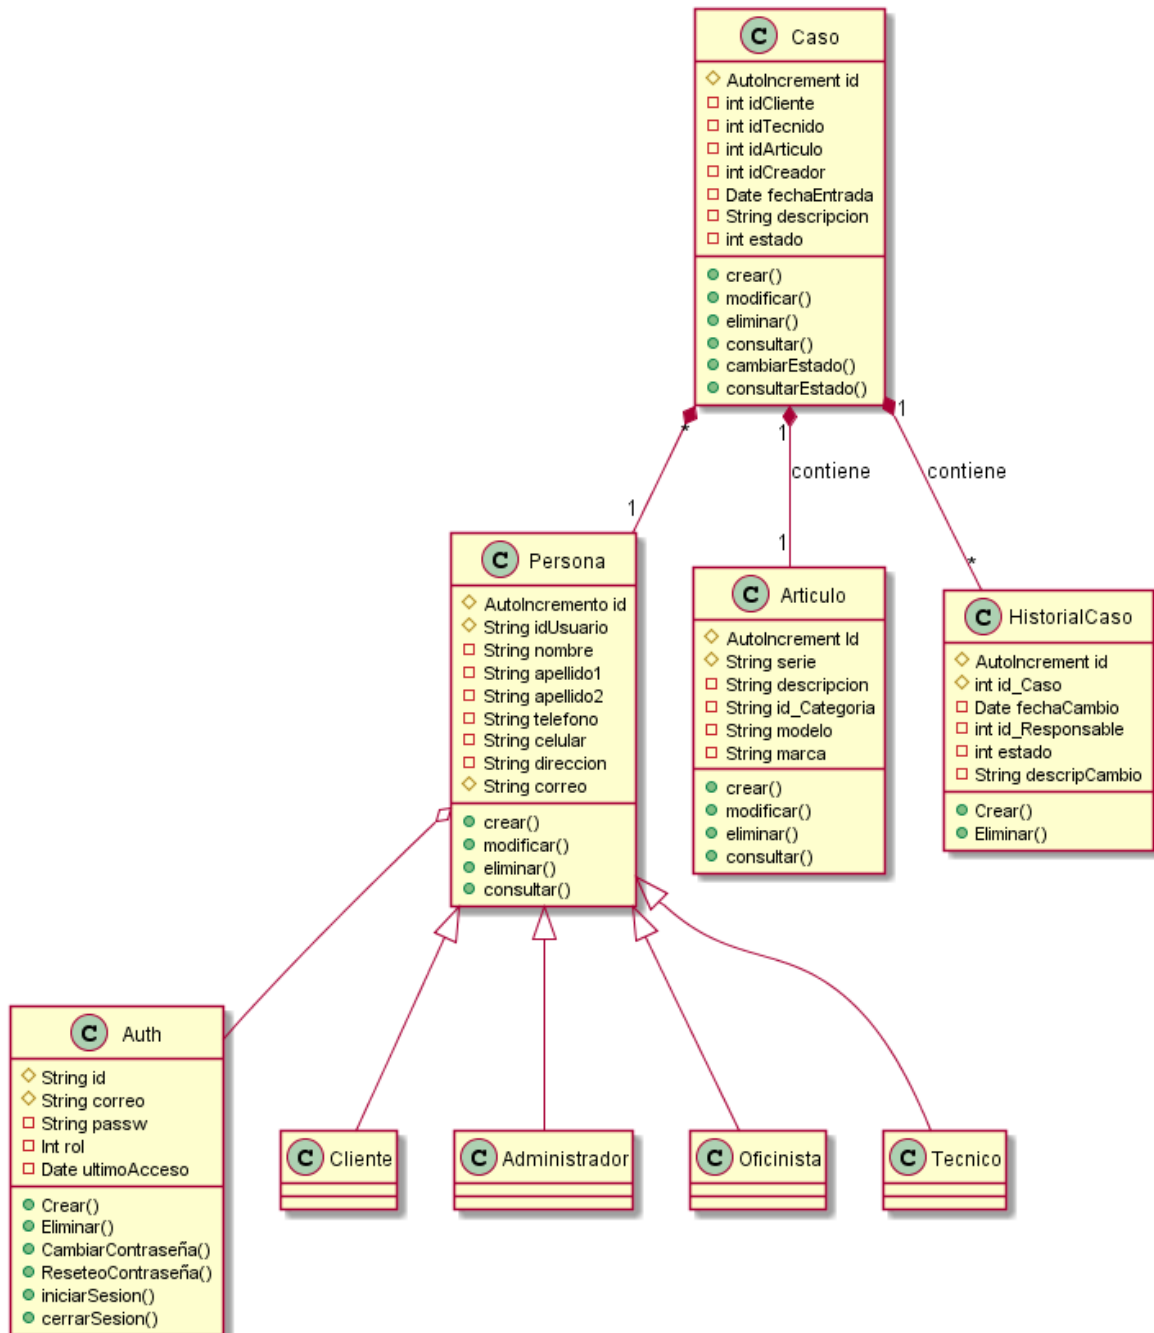 C Caso
AutoIncrement id
int idCliente
int idTecnido
int idArticulo
int idCreador
Date fechaEntrada
String descripcion
int estado
crear()
modificar()
eliminar()
consultar()
cambiarEstado()
consultarEstado()
* 1 1
contiene contiene
1 1 *
C Persona
AutoIncremento id
String idUsuario
String nombre
String apellido1
String apellido2
String telefono
String celular
String direccion
String correo
crear()
modificar()
eliminar()
consultar()
C Articulo
AutoIncrement Id
String serie
String descripcion
String id_Categoria
String modelo
String marca
crear()
modificar()
eliminar()
consultar()
C HistorialCaso
AutoIncrement id
int id_Caso
Date fechaCambio
int id_Responsable
int estado
String descripCambio
Crear()
Eliminar()
C Auth
String id
String correo
String passw
Int rol
Date ultimoAcceso
Crear()
Eliminar()
CambiarContraseña()
ReseteoContraseña()
iniciarSesion()
cerrarSesion()
C Cliente
C Administrador
C Oficinista
C Tecnico